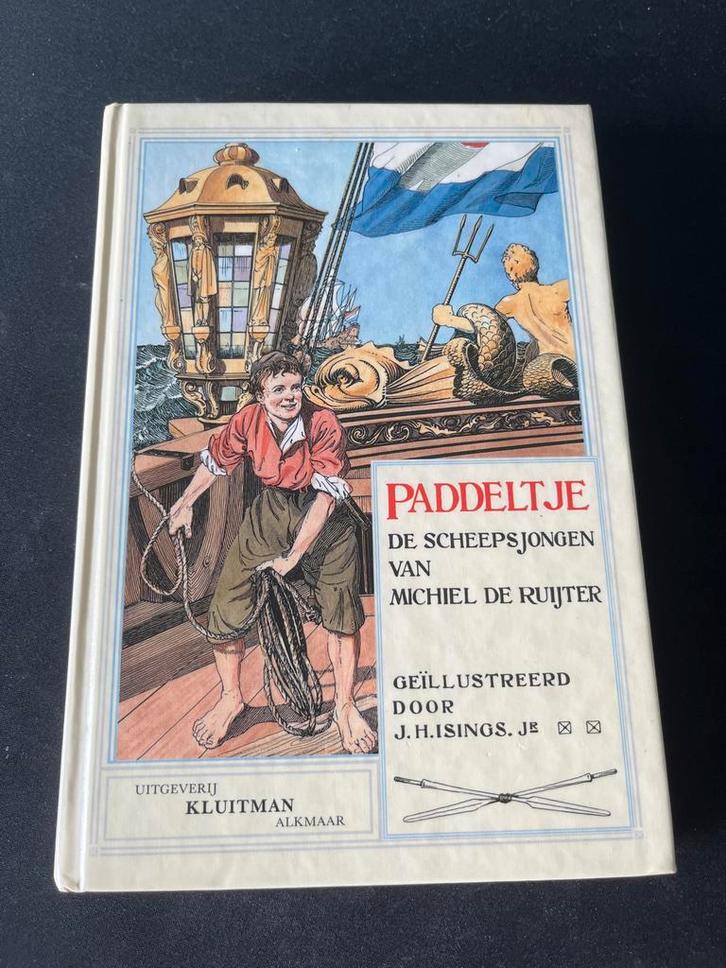 PADDELTJE
DE SCHEEPSJONGEN
VAN
MICHIEL DE RUIJTER
GEÏLLUSTREERD
DOOR
J.H.ISINGS.JR
UITGEVERIJ
KLUITMAN
ALKMAAR